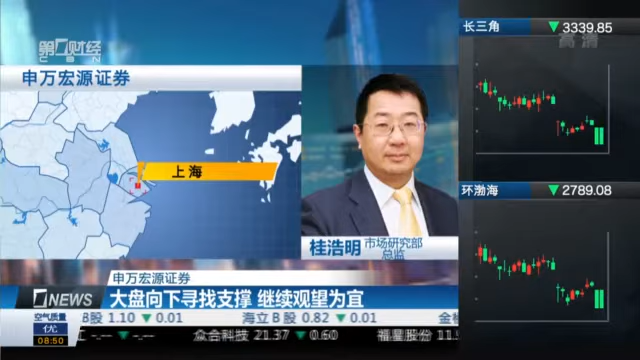 第一财经
CBN
申万宏源证券
上海
桂浩明 市场研究部
总监
长三角 ▼3339.85
高清
环渤海 ▼2789.08
申万宏源证券
NEWS 大盘向下寻找支撑 继续观望为宜
空气质量
优
08:50
B股 1.10 ▼0.01 海立B股 0.82 ▼0.01
-.-- ▼ -.-- 众合科技 21.37 ▼0.60 福星股份